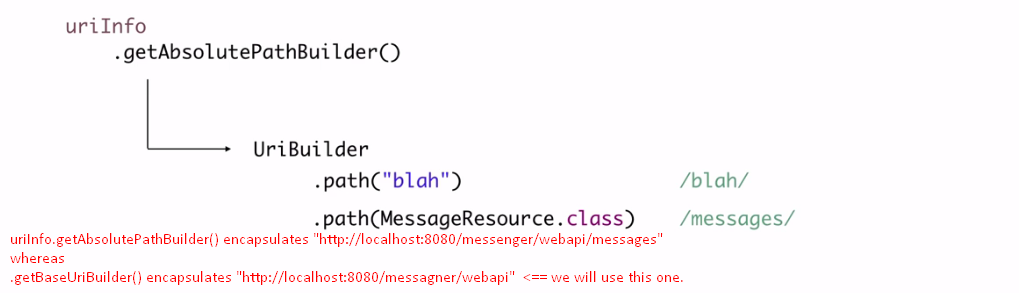 uriInfo
.getAbsolutePathBuilder()
UriBuilder
.path("blah") /blah/
.path(MessageResource.class) /messages/
uriInfo.getAbsolutePathBuilder() encapsulates "http://localhost:8080/messenger/webapi/messages"
whereas
.getBaseUriBuilder() encapsulates "http://localhost:8080/messagner/webapi" <== we will use this one.